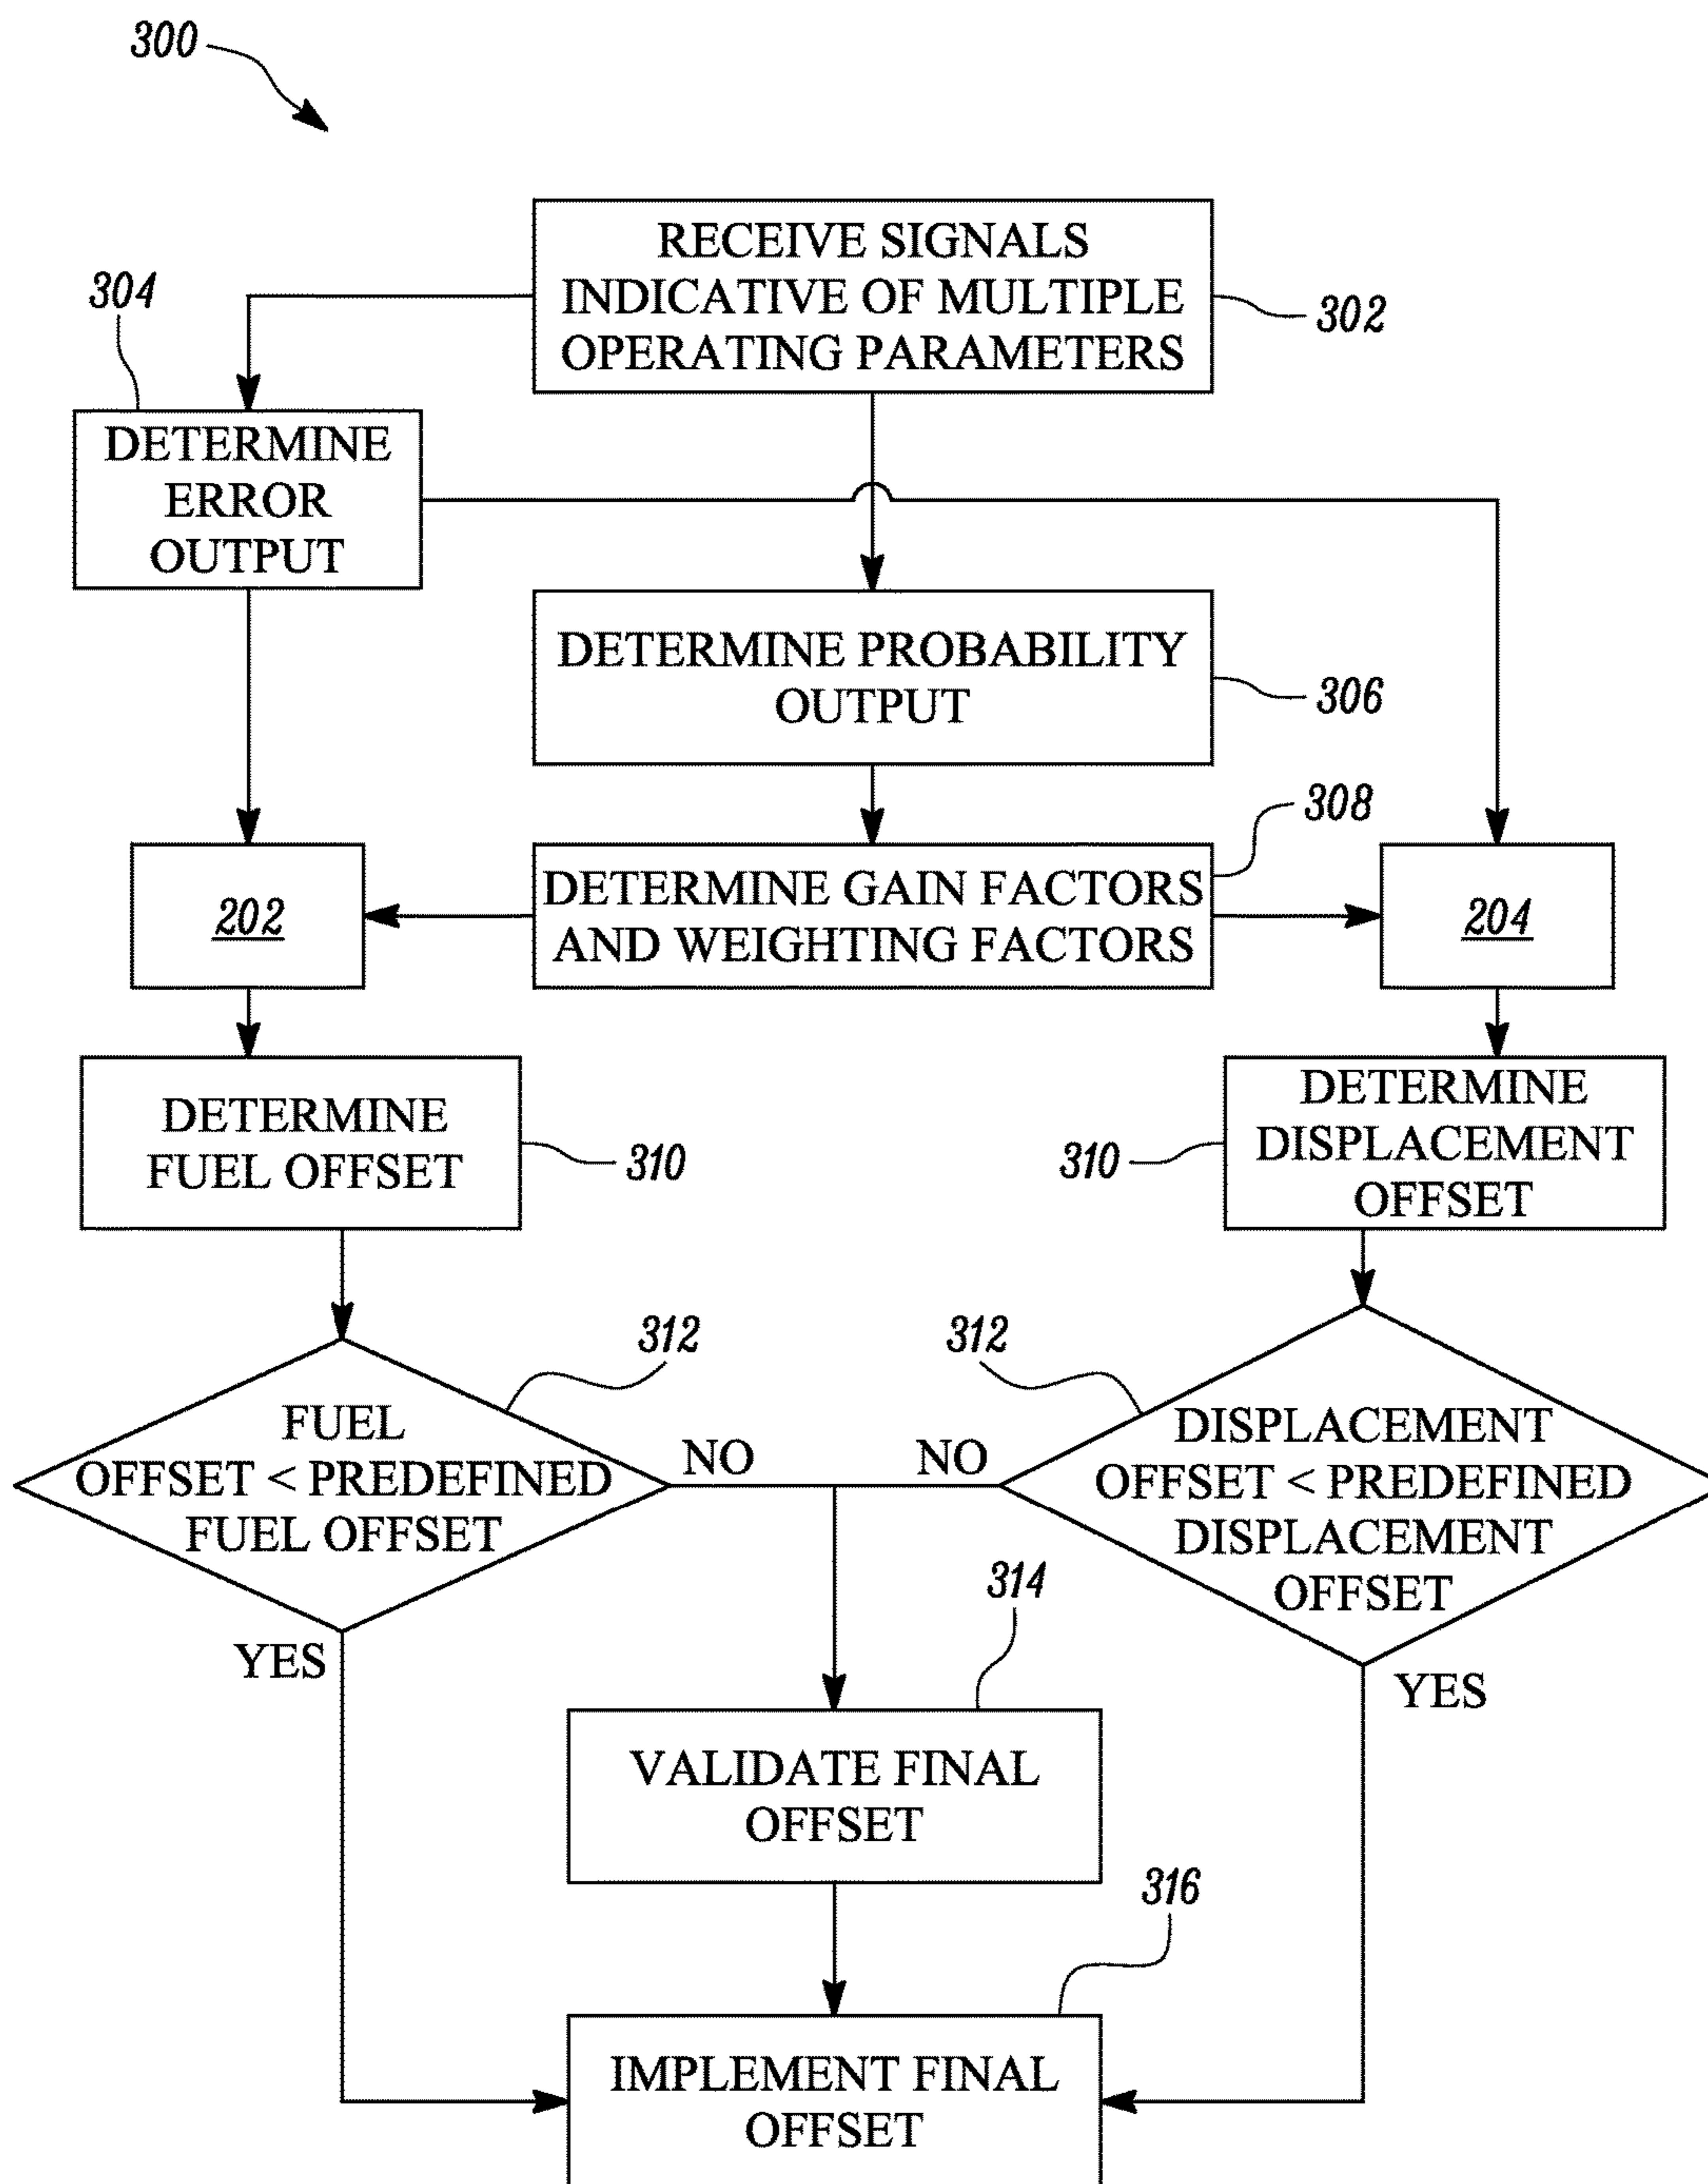 300
RECEIVE SIGNALS
INDICATIVE OF MULTIPLE
OPERATING PARAMETERS
302
304
DETERMINE
ERROR
OUTPUT
DETERMINE PROBABILITY
OUTPUT
306
308
202
DETERMINE GAIN FACTORS
AND WEIGHTING FACTORS
204
DETERMINE
FUEL OFFSET
310
310
DETERMINE
DISPLACEMENT
OFFSET
312
312
FUEL
OFFSET < PREDEFINED
FUEL OFFSET
NO
NO
DISPLACEMENT
OFFSET < PREDEFINED
DISPLACEMENT
OFFSET
YES
YES
314
VALIDATE FINAL
OFFSET
316
IMPLEMENT FINAL
OFFSET